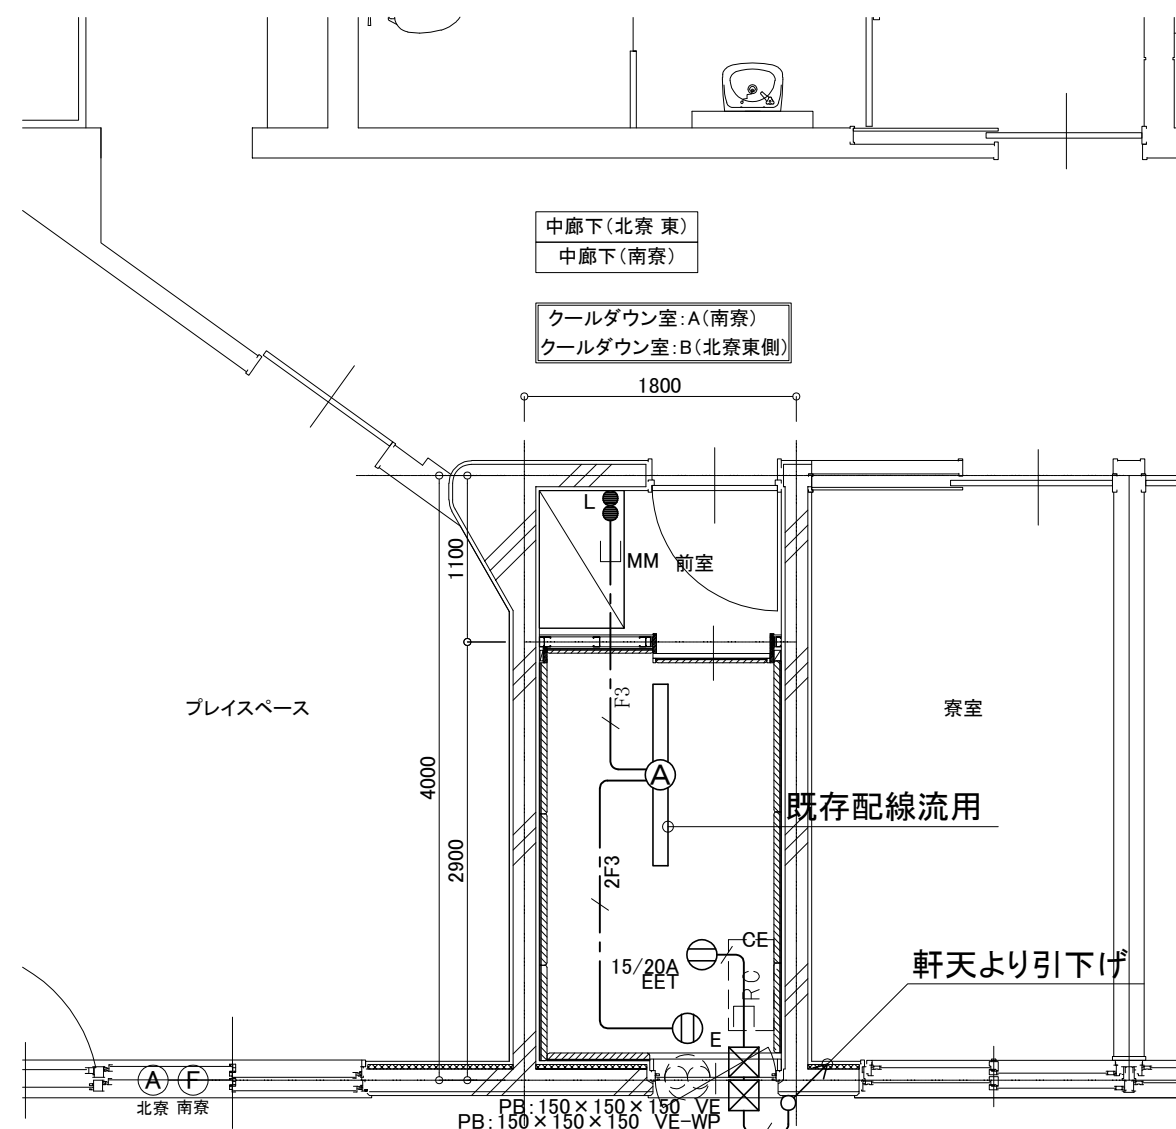 中廊下(北寮 東)
中廊下(南寮)
クールダウン室:A(南寮)
クールダウン室:B(北寮東側)
1800
L
MM
前室
1100
4000
2900
プレイスペース
寮室
F3
A
既存配線流用
2F3
CE
15/20A
EET
RC
軒天より引下げ
E
A
F
北寮
南寮
PB:150×150×150 VE
PB:150×150×150 VE-WP